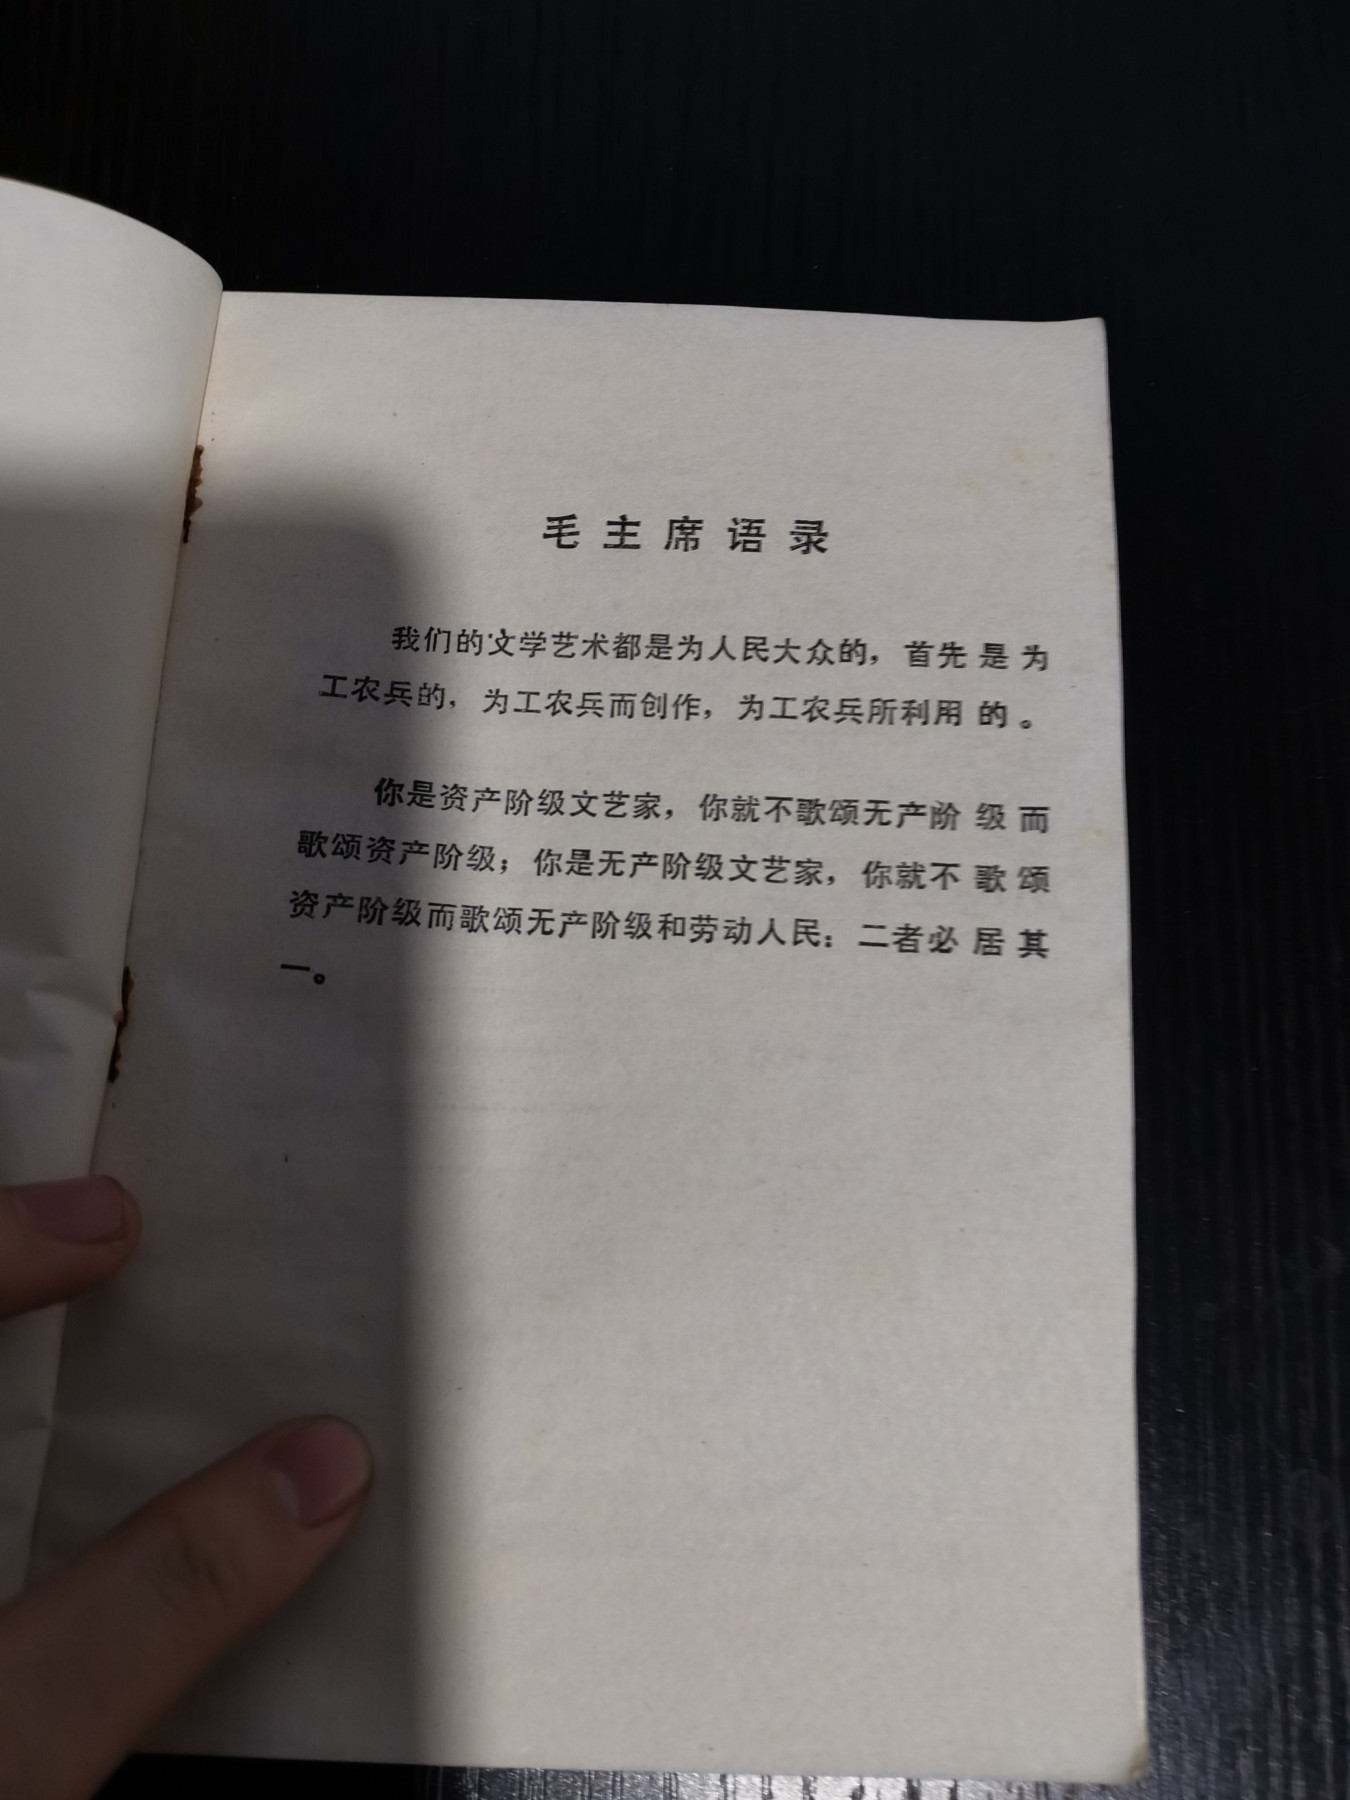 毛主席语录
我们的文学艺术都是为人民大众的，首先是为
工农兵的，为工农兵而创作，为工农兵所利用的。
你是资产阶级文艺家，你就不歌颂无产阶级而
歌颂资产阶级；你是无产阶级文艺家，你就不歌颂
资产阶级而歌颂无产阶级和劳动人民：二者必居其
一。